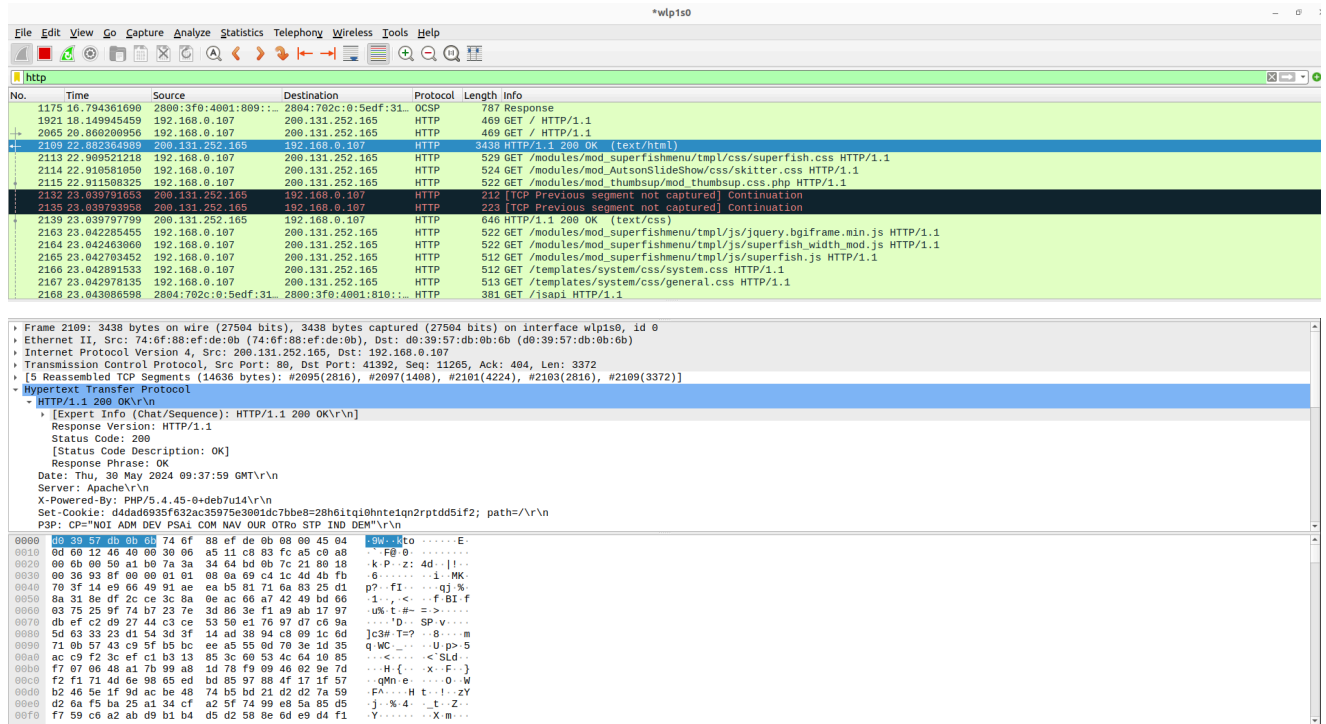 *wlp1s0
File Edit View Go Capture Analyze Statistics Telephony Wireless Tools Help
http
No. Time Source Destination Protocol Length Info
1175 16.794361690 2800:3f0:4001:809::… 2804:702c:0:5edf:31… OCSP 787 Response
1921 18.149945459 192.168.0.107 200.131.252.165 HTTP 469 GET / HTTP/1.1
2065 20.860200956 192.168.0.107 200.131.252.165 HTTP 469 GET / HTTP/1.1
2109 22.882364989 200.131.252.165 192.168.0.107 HTTP 3438 HTTP/1.1 200 OK (text/html)
2113 22.909521218 192.168.0.107 200.131.252.165 HTTP 529 GET /modules/mod_superfishmenu/tmpl/css/superfish.css HTTP/1.1
2114 22.910581050 192.168.0.107 200.131.252.165 HTTP 524 GET /modules/mod_AutsonSlideShow/css/skitter.css HTTP/1.1
2115 22.911508325 192.168.0.107 200.131.252.165 HTTP 522 GET /modules/mod_thumbsup/mod_thumbsup.css.php HTTP/1.1
2132 23.039791653 200.131.252.165 192.168.0.107 HTTP 212 [TCP Previous segment not captured] Continuation
2135 23.039793958 200.131.252.165 192.168.0.107 HTTP 223 [TCP Previous segment not captured] Continuation
2139 23.039797799 200.131.252.165 192.168.0.107 HTTP 646 HTTP/1.1 200 OK (text/css)
2163 23.042285455 192.168.0.107 200.131.252.165 HTTP 522 GET /modules/mod_superfishmenu/tmpl/js/jquery.bgiframe.min.js HTTP/1.1
2164 23.042463060 192.168.0.107 200.131.252.165 HTTP 522 GET /modules/mod_superfishmenu/tmpl/js/superfish_width_mod.js HTTP/1.1
2165 23.042703452 192.168.0.107 200.131.252.165 HTTP 512 GET /modules/mod_superfishmenu/tmpl/js/superfish.js HTTP/1.1
2166 23.042891533 192.168.0.107 200.131.252.165 HTTP 512 GET /templates/system/css/system.css HTTP/1.1
2167 23.042978135 192.168.0.107 200.131.252.165 HTTP 513 GET /templates/system/css/general.css HTTP/1.1
2168 23.043086598 2804:702c:0:5edf:31… 2800:3f0:4001:810::… HTTP 381 GET /jsapi HTTP/1.1
Frame 2109: 3438 bytes on wire (27504 bits), 3438 bytes captured (27504 bits) on interface wlp1s0, id 0
Ethernet II, Src: 74:6f:88:ef:de:0b (74:6f:88:ef:de:0b), Dst: d0:39:57:db:0b:6b (d0:39:57:db:0b:6b)
Internet Protocol Version 4, Src: 200.131.252.165, Dst: 192.168.0.107
Transmission Control Protocol, Src Port: 80, Dst Port: 41392, Seq: 11265, Ack: 404, Len: 3372
[5 Reassembled TCP Segments (14636 bytes): #2095(2816), #2097(1408), #2101(4224), #2103(2816), #2109(3372)]
Hypertext Transfer Protocol
HTTP/1.1 200 OK\r\n
[Expert Info (Chat/Sequence): HTTP/1.1 200 OK\r\n]
Response Version: HTTP/1.1
Status Code: 200
[Status Code Description: OK]
Response Phrase: OK
Date: Thu, 30 May 2024 09:37:59 GMT\r\n
Server: Apache\r\n
X-Powered-By: PHP/5.4.45-0+deb7u14\r\n
Set-Cookie: d4dad6935f632ac35975e3001dc7bbe8=28h6itqi0hnte1qn2rptdd5if2; path=/\r\n
P3P: CP="NOI ADM DEV PSAi COM NAV OUR OTRo STP IND DEM"\r\n
0000 d0 39 57 db 0b 6b 74 6f 88 ef de 0b 08 00 45 04 ·9W··kto ······E·
0010 0d 60 12 46 40 00 30 06 a5 11 c8 83 fc a5 c0 a8 ·`·F@·0· ········
0020 00 6b 00 50 a1 b0 7a 3a 34 64 bd 0b 7c 21 80 18 ·k·P··z: 4d··|!··
0030 00 36 93 8f 00 00 01 01 08 0a 69 c4 1c 4d 4b fb ·6······ ··i··MK·
0040 70 3f 14 e9 66 49 91 ae ea b5 81 71 6a 83 25 d1 p?··fI·· ···qj·%·
0050 8a 31 8e df 2c ce 3c 8a 0e ac 66 a7 42 49 bd 66 ·1··,·<· ··f·BI·f
0060 03 75 25 9f 74 b7 23 7e 3d 86 3e f1 a9 ab 17 97 ·u%·t·#~ =·>·····
0070 db ef c2 d9 27 44 c3 ce 53 50 e1 76 97 d7 c6 9a ····'D·· SP·v····
0080 5d 63 33 23 d1 54 3d 3f 14 ad 38 94 c8 09 1c 6d ]c3#·T=? ··8····m
0090 71 0b 57 43 c9 5f b5 bc ee a5 55 0d 70 3e 1d 35 q·WC·_·· ··U·p>·5
00a0 ac c9 f2 3c ef c1 b3 13 85 3c 60 53 4c 64 10 85 ···<···· ·<`SLd··
00b0 f7 07 06 48 a1 7b 99 a8 1d 78 f9 09 46 02 9e 7d ···H·{·· ·x··F··}
00c0 f2 f1 71 4d 6e 98 65 ed bd 85 97 88 4f 17 1f 57 ··qMn·e· ····O··W
00d0 b2 46 5e 1f 9d ac be 48 74 b5 bd 21 d2 d2 7a 59 ·F^····H t··!··zY
00e0 d2 6a f5 ba 25 a1 34 cf a2 5f 74 99 e8 5a 85 d5 ·j··%·4· ·_t··Z··
00f0 f7 59 c6 a2 ab d9 b1 b4 d5 d2 58 8e 6d e9 d4 f1 ·Y······ ··X·m···